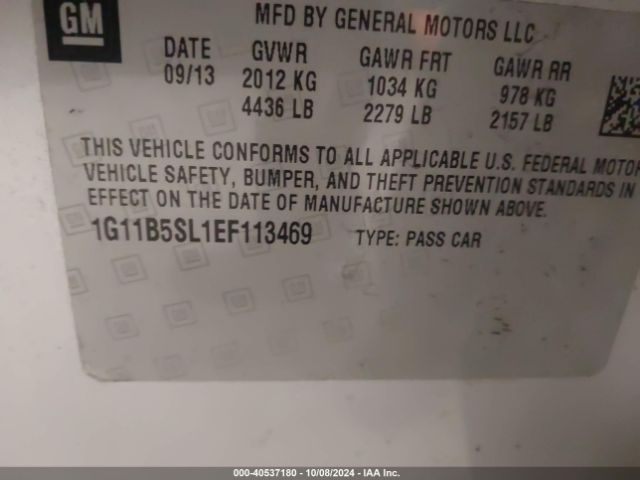 GM
MFD BY GENERAL MOTORS LLC
DATE GVWR GAWR FRT GAWR RR
09/13 2012 KG 1034 KG 978 KG
4436 LB 2279 LB 2157 LB
THIS VEHICLE CONFORMS TO ALL APPLICABLE U.S. FEDERAL MOTOR
VEHICLE SAFETY, BUMPER, AND THEFT PREVENTION STANDARDS IN
EFFECT ON THE DATE OF MANUFACTURE SHOWN ABOVE.
1G11B5SL1EF113469 TYPE: PASS CAR
000-40537180 - 10/08/2024 - IAA Inc.